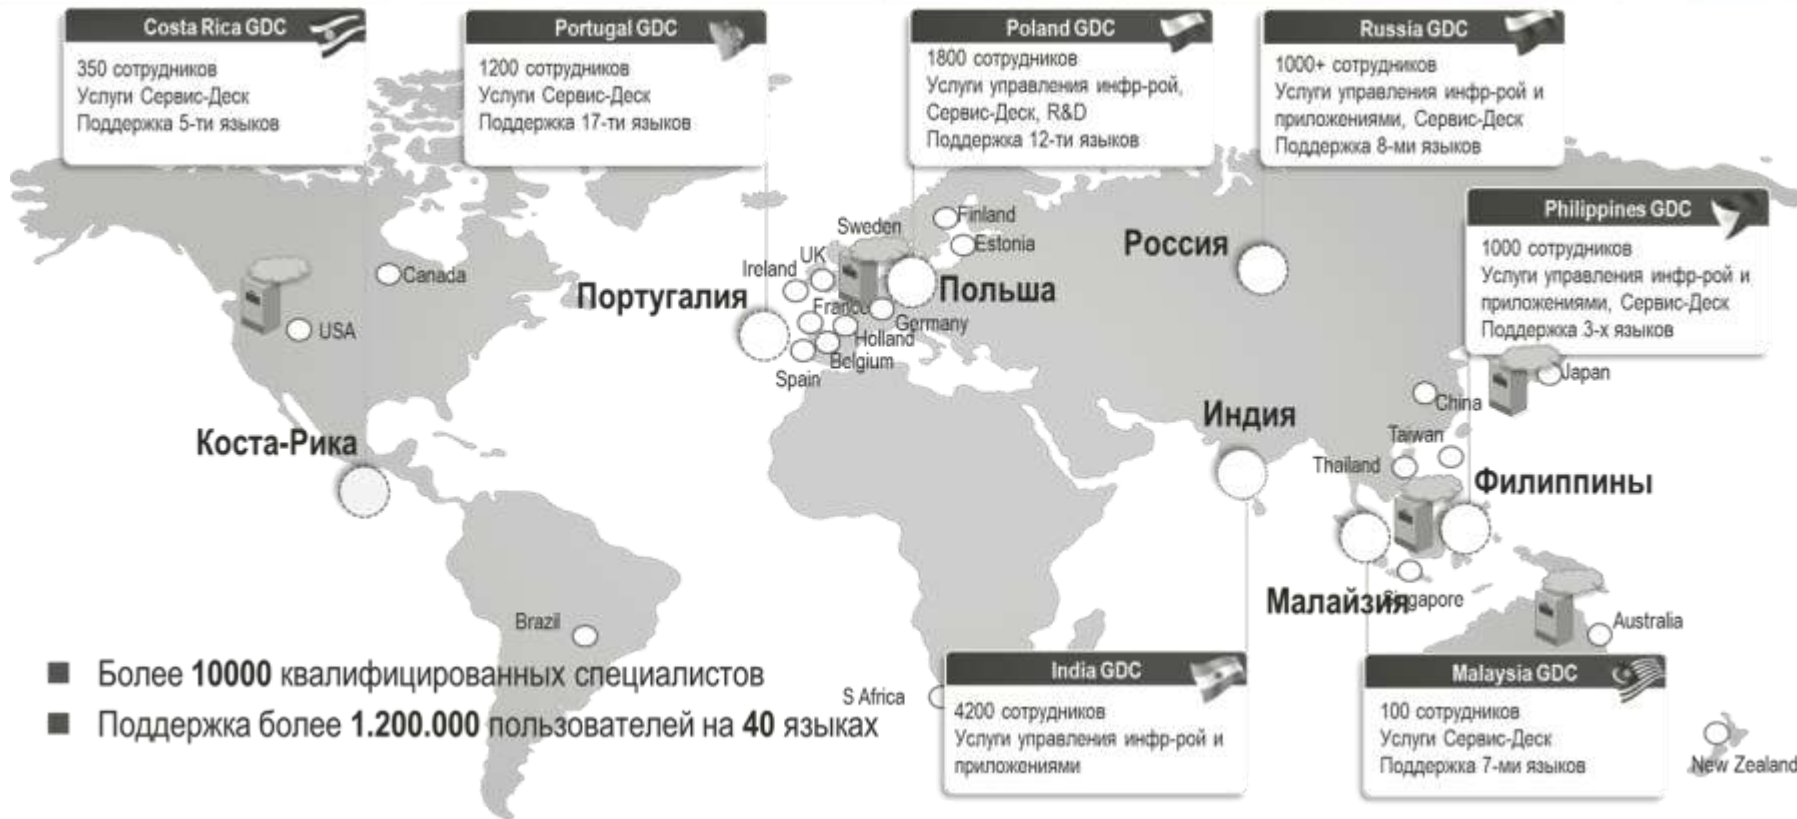 Costa Rica GDC
350 сотрудников
Услуги Сервис-Деск
Поддержка 5-ти языков
Portugal GDC
1200 сотрудников
Услуги Сервис-Деск
Поддержка 17-ти языков
Poland GDC
1800 сотрудников
Услуги управления инфр-рой,
Сервис-Деск, R&D
Поддержка 12-ти языков
Russia GDC
1000+ сотрудников
Услуги управления инфр-рой и
приложениями, Сервис-Деск
Поддержка 8-ми языков
Philippines GDC
1000 сотрудников
Услуги управления инфр-рой и
приложениями, Сервис-Деск
Поддержка 3-х языков
Finland
Sweden
Estonia
Россия
UK
Ireland
Canada
Португалия
Польша
France
Germany
USA
Holland
Belgium
Spain
Japan
China
Индия
Коста-Рика
Taiwan
Thailand
Филиппины
Малайзия
Singapore
Brazil
Australia
Более 10000 квалифицированных специалистов
Поддержка более 1.200.000 пользователей на 40 языках
S Africa
India GDC
4200 сотрудников
Услуги управления инфр-рой и
приложениями
Malaysia GDC
100 сотрудников
Услуги Сервис-Деск
Поддержка 7-ми языков
New Zealand